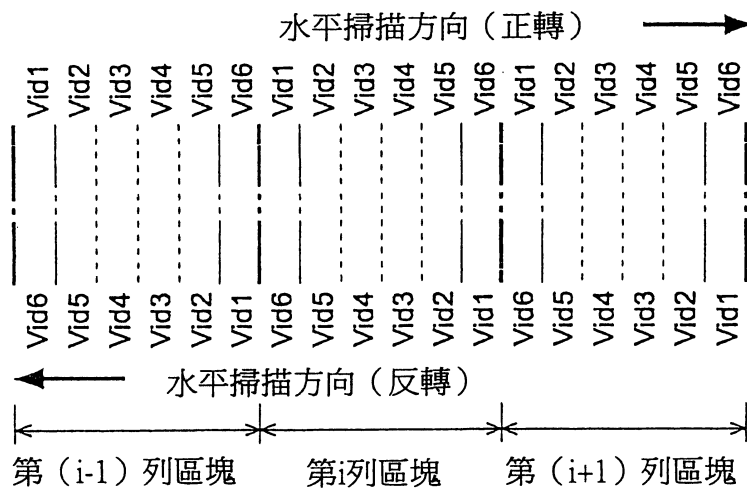 水平掃描方向（正轉）
Vid1 Vid2 Vid3 Vid4 Vid5 Vid6 Vid1 Vid2 Vid3 Vid4 Vid5 Vid6 Vid1 Vid2 Vid3 Vid4 Vid5 Vid6
Vid6 Vid5 Vid4 Vid3 Vid2 Vid1 Vid6 Vid5 Vid4 Vid3 Vid2 Vid1 Vid6 Vid5 Vid4 Vid3 Vid2 Vid1
水平掃描方向（反轉）
第（i-1）列區塊 第i列區塊 第（i+1）列區塊